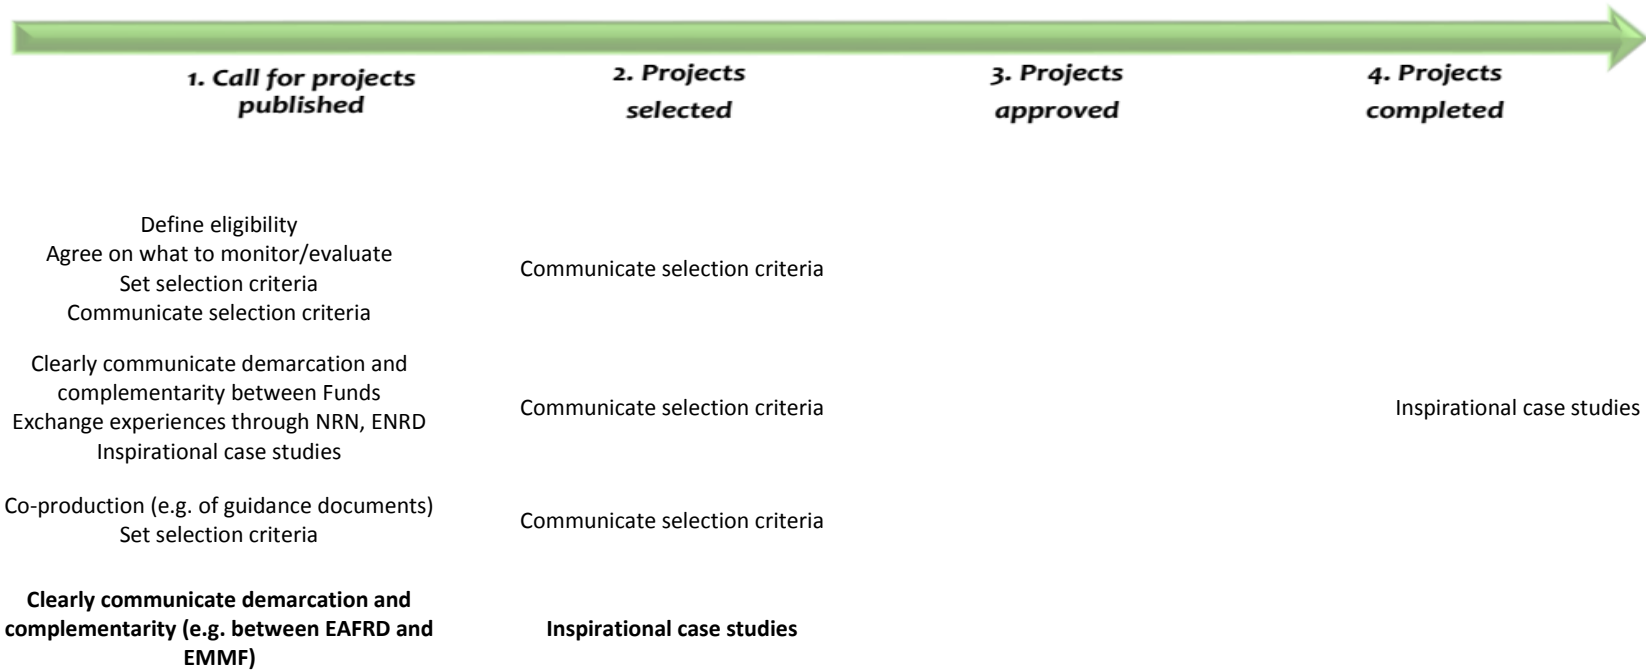 1. Call for projects
published
2. Projects
selected
3. Projects
approved
4. Projects
completed
Define eligibility
Agree on what to monitor/evaluate
Set selection criteria
Communicate selection criteria
Communicate selection criteria
Clearly communicate demarcation and
complementarity between Funds
Exchange experiences through NRN, ENRD
Inspirational case studies
Communicate selection criteria
Inspirational case studies
Co-production (e.g. of guidance documents)
Set selection criteria
Communicate selection criteria
Clearly communicate demarcation and
complementarity (e.g. between EAFRD and
EMMF)
Inspirational case studies